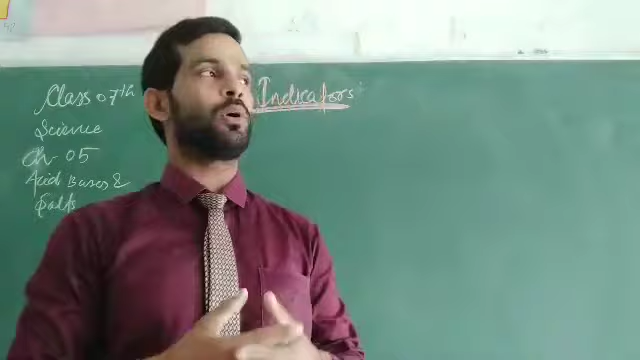 Class 07th
Science
Ch- 05
Acid Bases &
Salts
Indicators